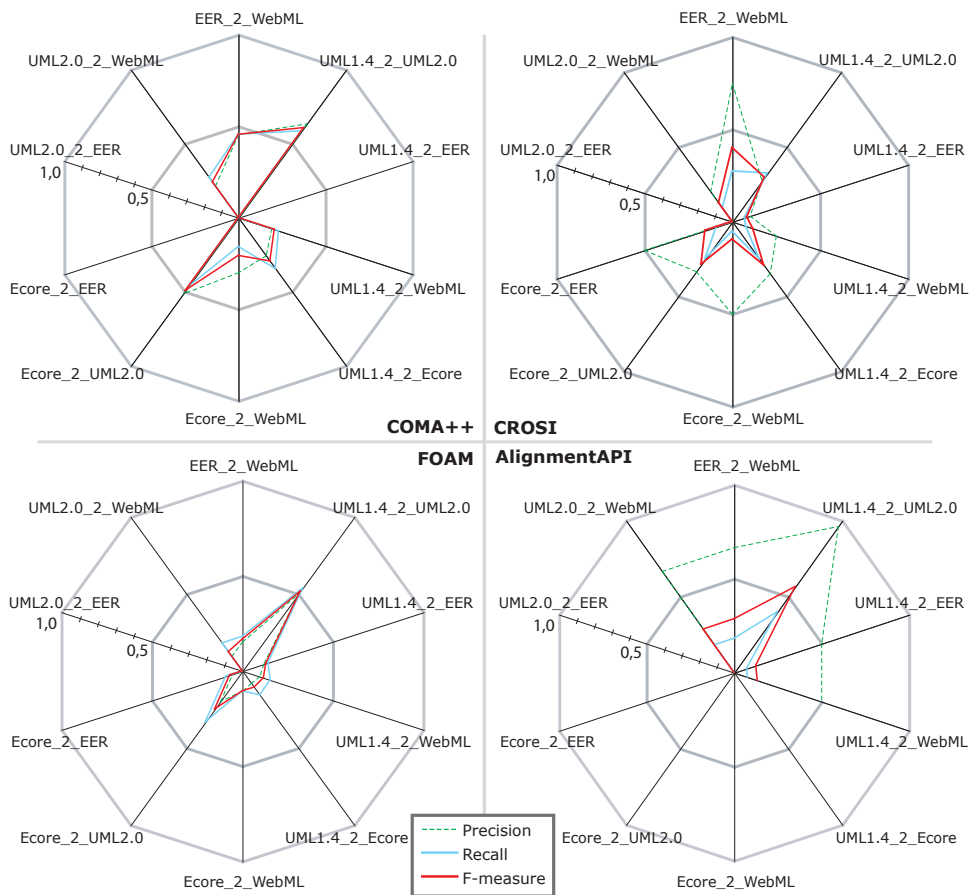 EER_2_WebML
UML2.0_2_WebML
UML1.4_2_UML2.0
UML2.0_2_EER
UML1.4_2_EER
1,0
0,5
Ecore_2_EER
UML1.4_2_WebML
Ecore_2_UML2.0
UML1.4_2_Ecore
Ecore_2_WebML
COMA++
EER_2_WebML
UML2.0_2_WebML
UML1.4_2_UML2.0
UML2.0_2_EER
UML1.4_2_EER
1,0
0,5
Ecore_2_EER
UML1.4_2_WebML
Ecore_2_UML2.0
UML1.4_2_Ecore
Ecore_2_WebML
CROSI
FOAM
EER_2_WebML
UML2.0_2_WebML
UML1.4_2_UML2.0
UML2.0_2_EER
UML1.4_2_EER
1,0
0,5
Ecore_2_EER
UML1.4_2_WebML
Ecore_2_UML2.0
UML1.4_2_Ecore
Ecore_2_WebML
AlignmentAPI
EER_2_WebML
UML2.0_2_WebML
UML1.4_2_UML2.0
UML2.0_2_EER
UML1.4_2_EER
1,0
0,5
Ecore_2_EER
UML1.4_2_WebML
Ecore_2_UML2.0
UML1.4_2_Ecore
Ecore_2_WebML
Precision
Recall
F-measure